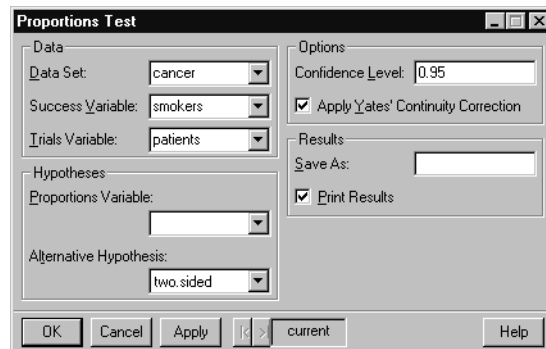 Proportions Test
Data
Data Set: cancer
Success Variable: smokers
Trials Variable: patients
Hypotheses
Proportions Variable:
Alternative Hypothesis:
two.sided
Options
Confidence Level: 0.95
Apply Yates' Continuity Correction
Results
Save As:
Print Results
OK Cancel Apply current Help